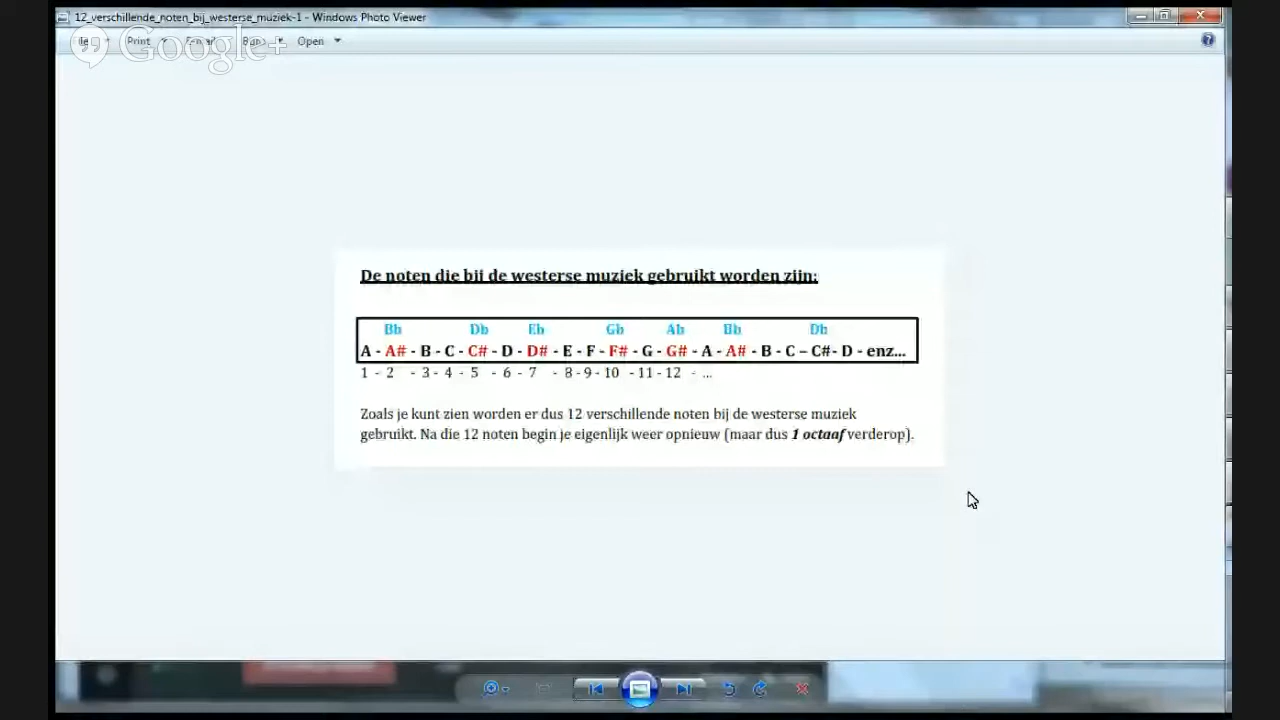 12_verschillende_noten_bij_westerse_muziek-1 - Windows Photo Viewer
Print Open
Google+
De noten die bij de westerse muziek gebruikt worden zijn:
Bb Db Eb Gb Ab Bb Db
A - A# - B - C - C# - D - D# - E - F - F# - G - G# - A - A# - B - C – C# - D - enz...
1 - 2 - 3 - 4 - 5 - 6 - 7 - 8 - 9 - 10 - 11 - 12 - ...
Zoals je kunt zien worden er dus 12 verschillende noten bij de westerse muziek
gebruikt. Na die 12 noten begin je eigenlijk weer opnieuw (maar dus 1 octaaf verderop).